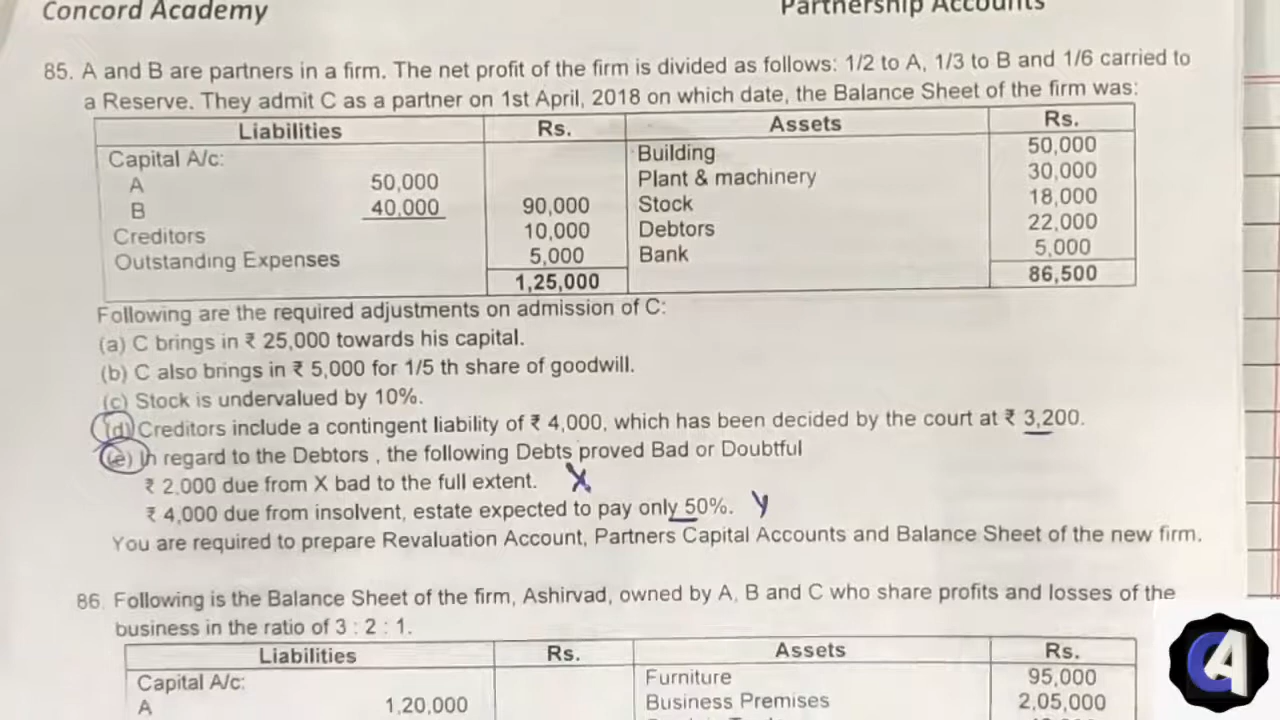 Concord Academy Partnership Accounts
85. A and B are partners in a firm. The net profit of the firm is divided as follows: 1/2 to A, 1/3 to B and 1/6 carried to
a Reserve. They admit C as a partner on 1st April, 2018 on which date, the Balance Sheet of the firm was:
Liabilities Rs. Assets Rs.
Capital A/c: Building 50,000
A 50,000 Plant & machinery 30,000
B 40,000 90,000 Stock 18,000
Creditors 10,000 Debtors 22,000
Outstanding Expenses 5,000 Bank 5,000
1,25,000 86,500
Following are the required adjustments on admission of C:
(a) C brings in ₹ 25,000 towards his capital.
(b) C also brings in ₹ 5,000 for 1/5 th share of goodwill.
(c) Stock is undervalued by 10%.
(d) Creditors include a contingent liability of ₹ 4,000, which has been decided by the court at ₹ 3,200.
(e) In regard to the Debtors , the following Debts proved Bad or Doubtful
₹ 2,000 due from X bad to the full extent. X
₹ 4,000 due from insolvent, estate expected to pay only 50%. Y
You are required to prepare Revaluation Account, Partners Capital Accounts and Balance Sheet of the new firm.
86. Following is the Balance Sheet of the firm, Ashirvad, owned by A, B and C who share profits and losses of the
business in the ratio of 3 : 2 : 1.
Liabilities Rs. Assets Rs.
Capital A/c: Furniture 95,000
A 1,20,000 Business Premises 2,05,000
CA